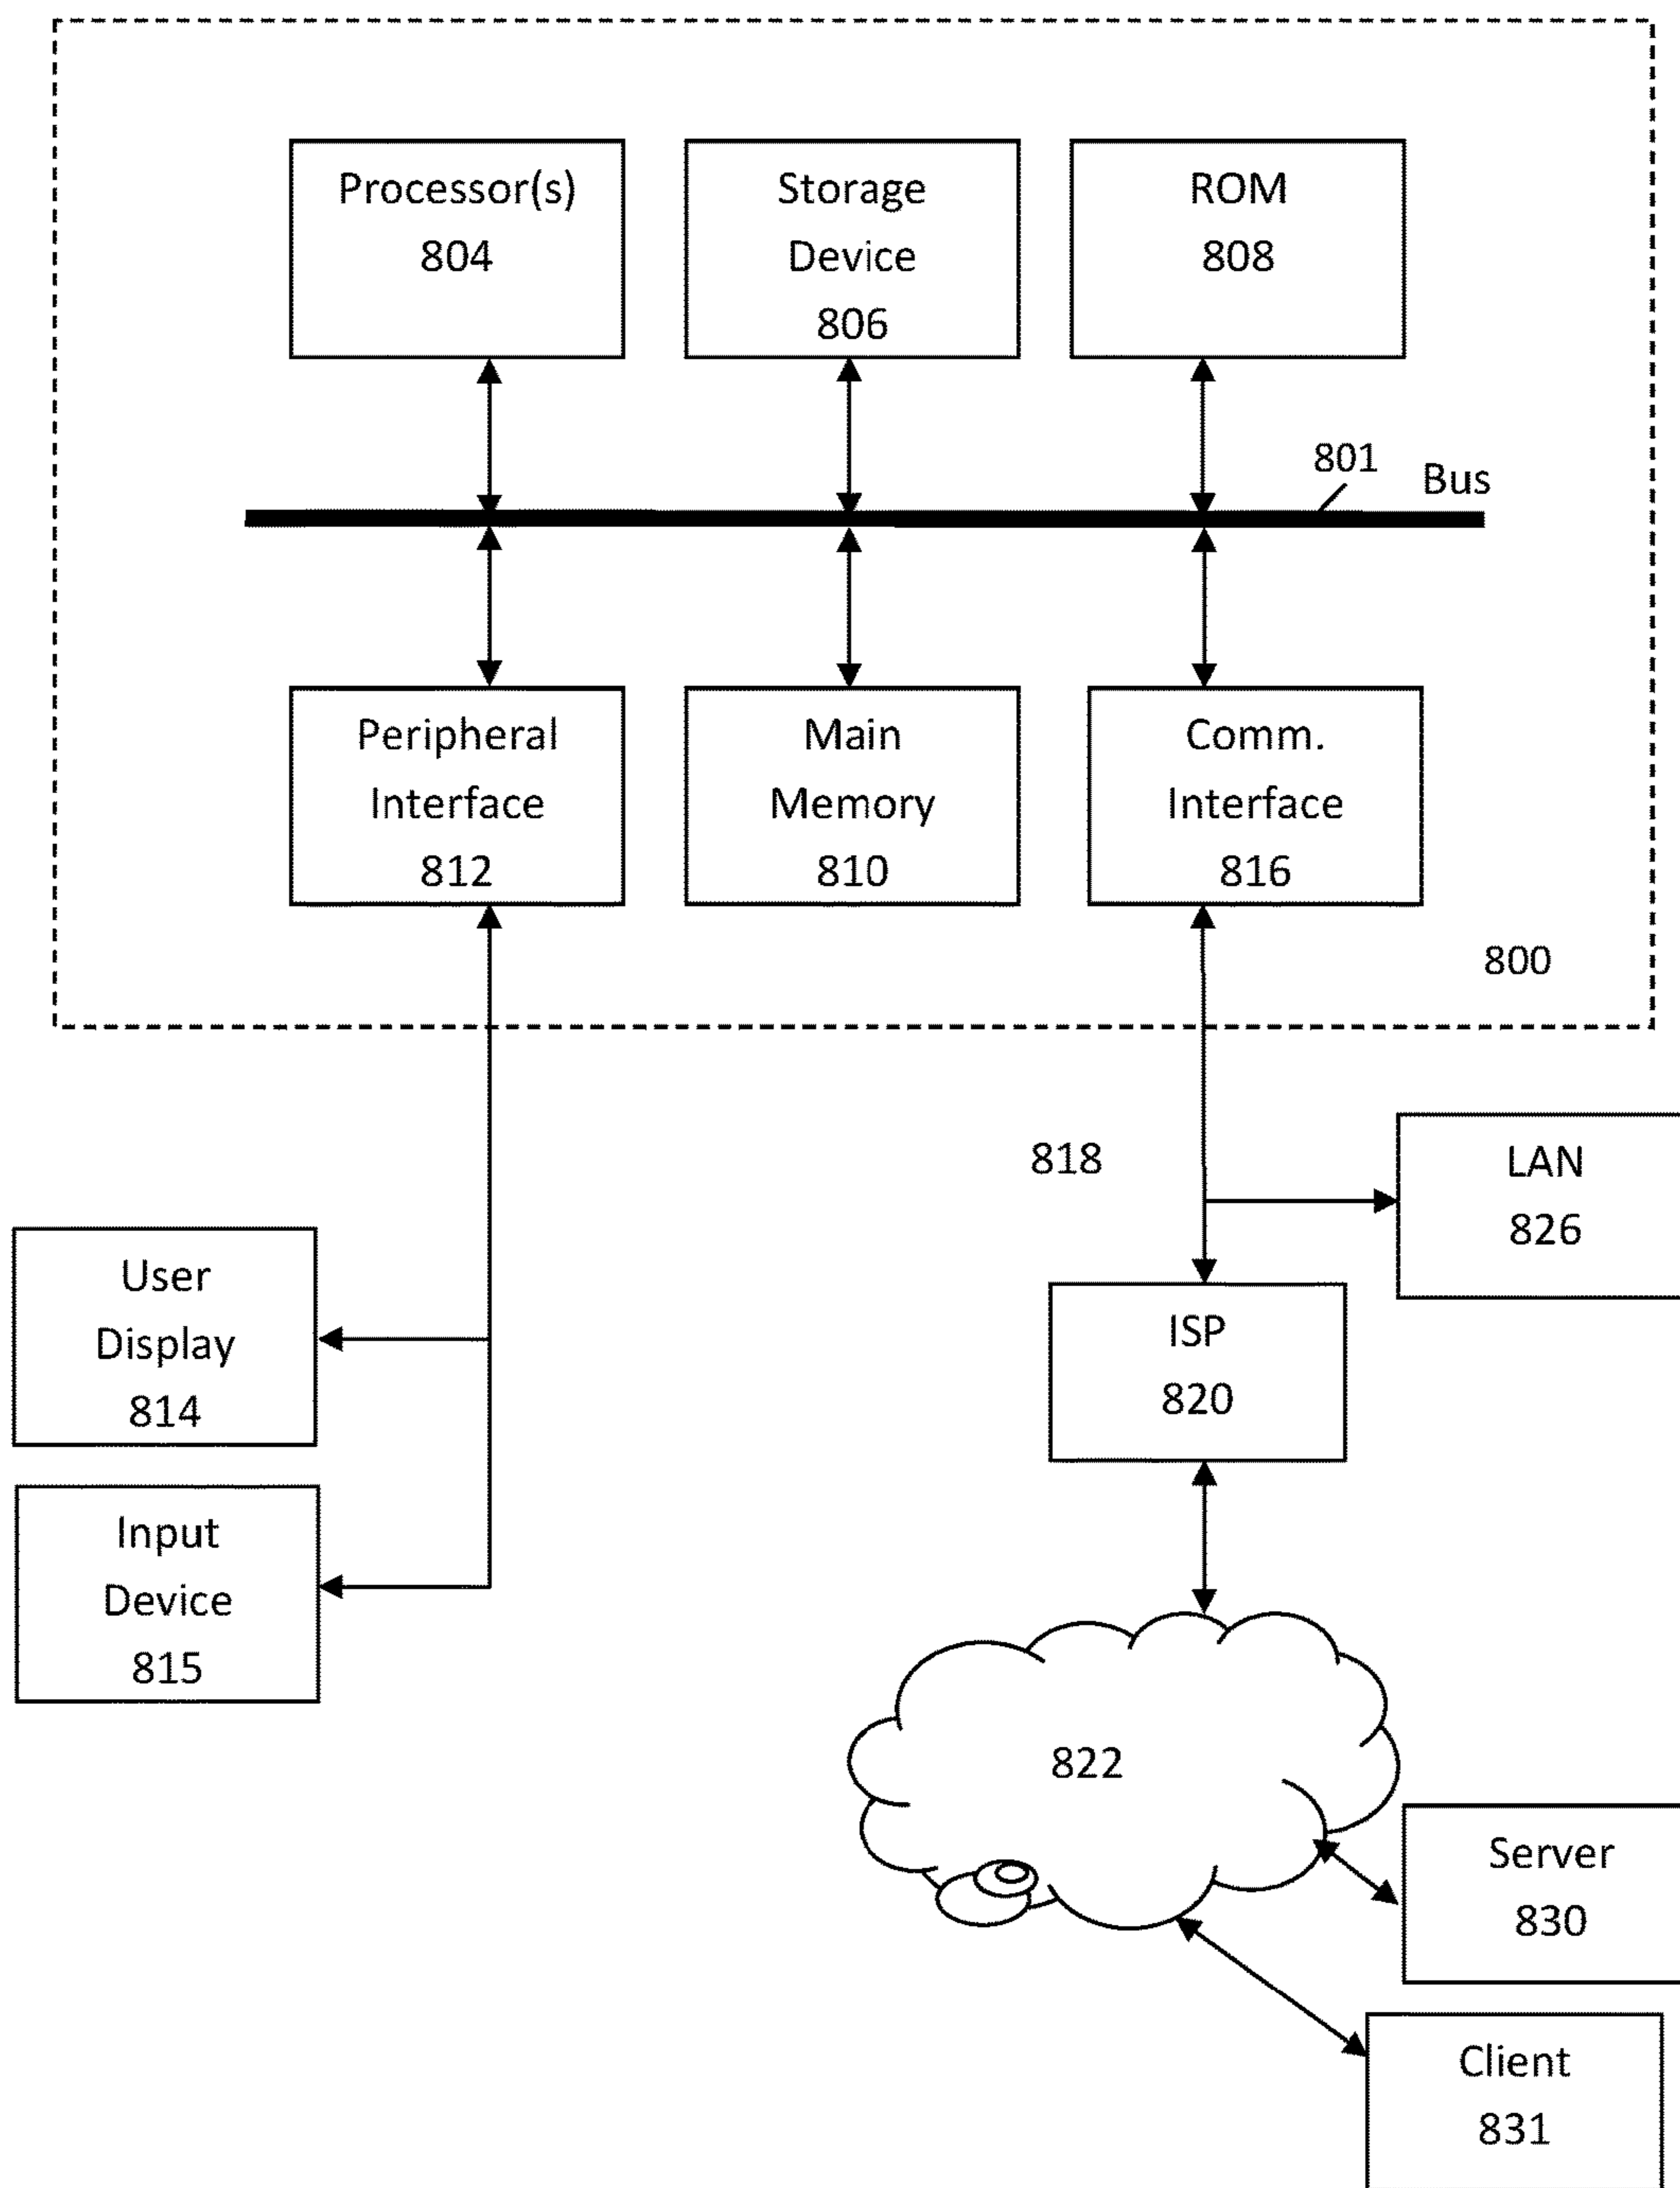 Processor(s)
804
Storage
Device
806
ROM
808
801
Bus
Peripheral
Interface
812
Main
Memory
810
Comm.
Interface
816
800
818
LAN
826
User
Display
814
ISP
820
Input
Device
815
822
Server
830
Client
831